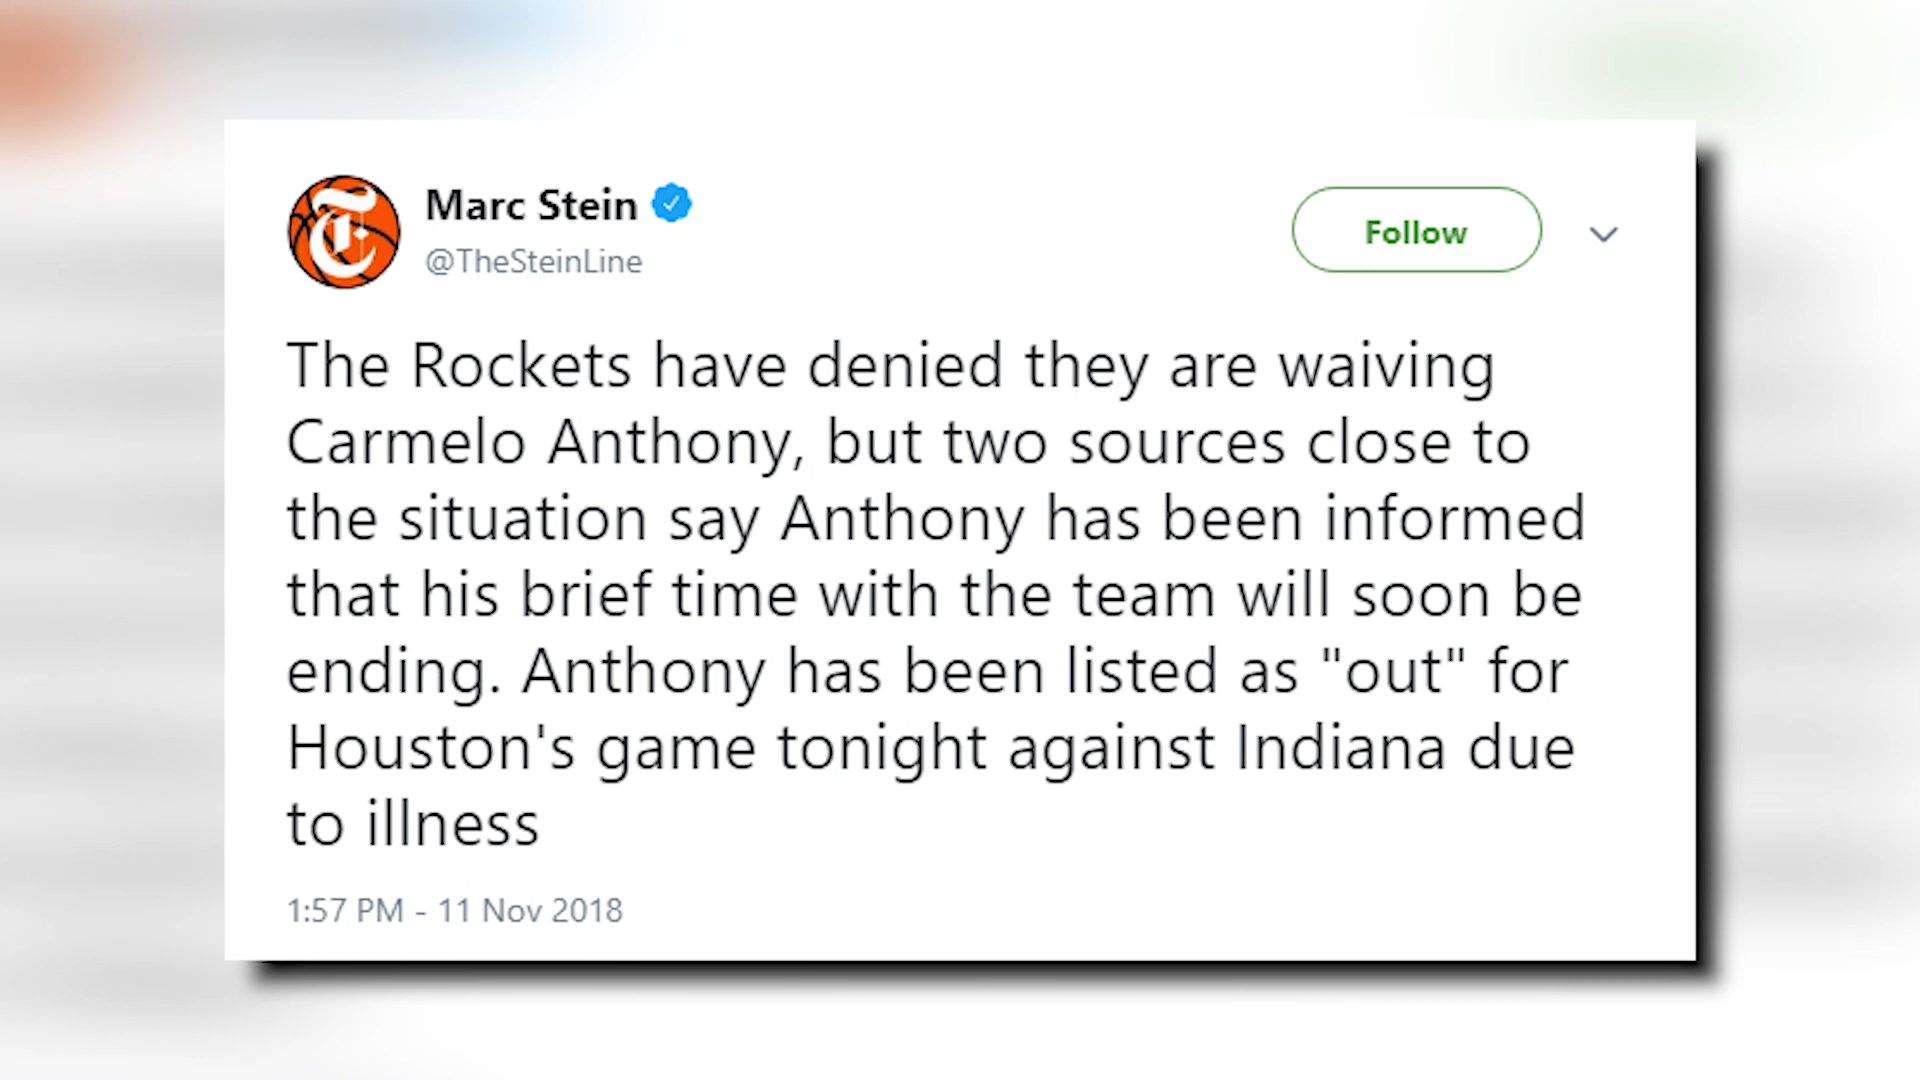 Marc Stein
@TheSteinLine
Follow
The Rockets have denied they are waiving
Carmelo Anthony, but two sources close to
the situation say Anthony has been informed
that his brief time with the team will soon be
ending. Anthony has been listed as "out" for
Houston's game tonight against Indiana due
to illness
1:57 PM - 11 Nov 2018